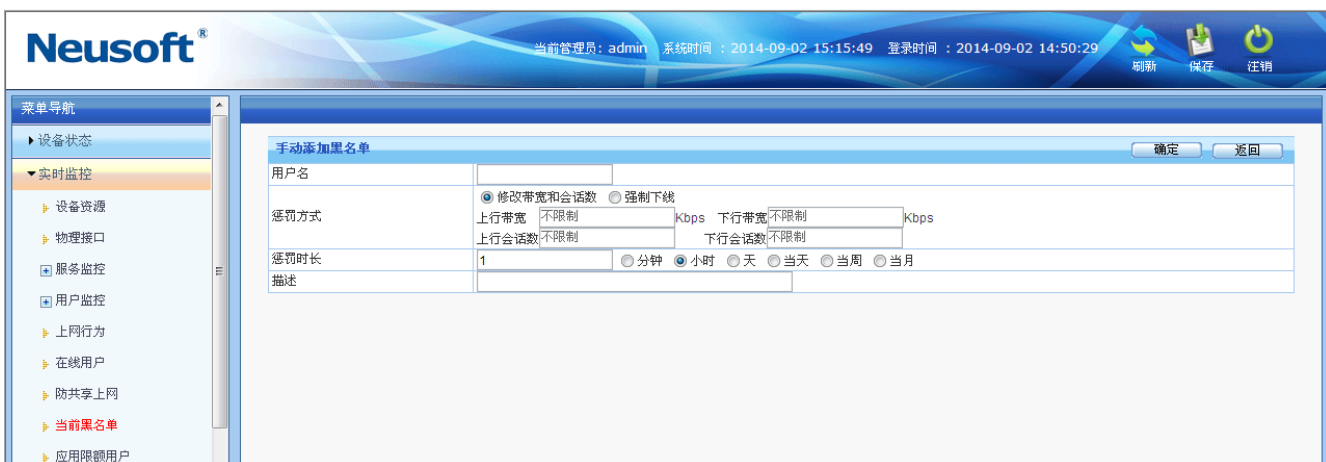 Neusoft®
当前管理员: admin 系统时间 : 2014-09-02 15:15:49 登录时间 : 2014-09-02 14:50:29
刷新 保存 注销
菜单导航
设备状态
实时监控
设备资源
物理接口
服务监控
用户监控
上网行为
在线用户
防共享上网
当前黑名单
应用限额用户
手动添加黑名单 确定 返回
用户名
惩罚方式 修改带宽和会话数 强制下线
上行带宽 不限制 Kbps 下行带宽 不限制 Kbps
上行会话数 不限制 下行会话数 不限制
惩罚时长 1 分钟 小时 天 当天 当周 当月
描述